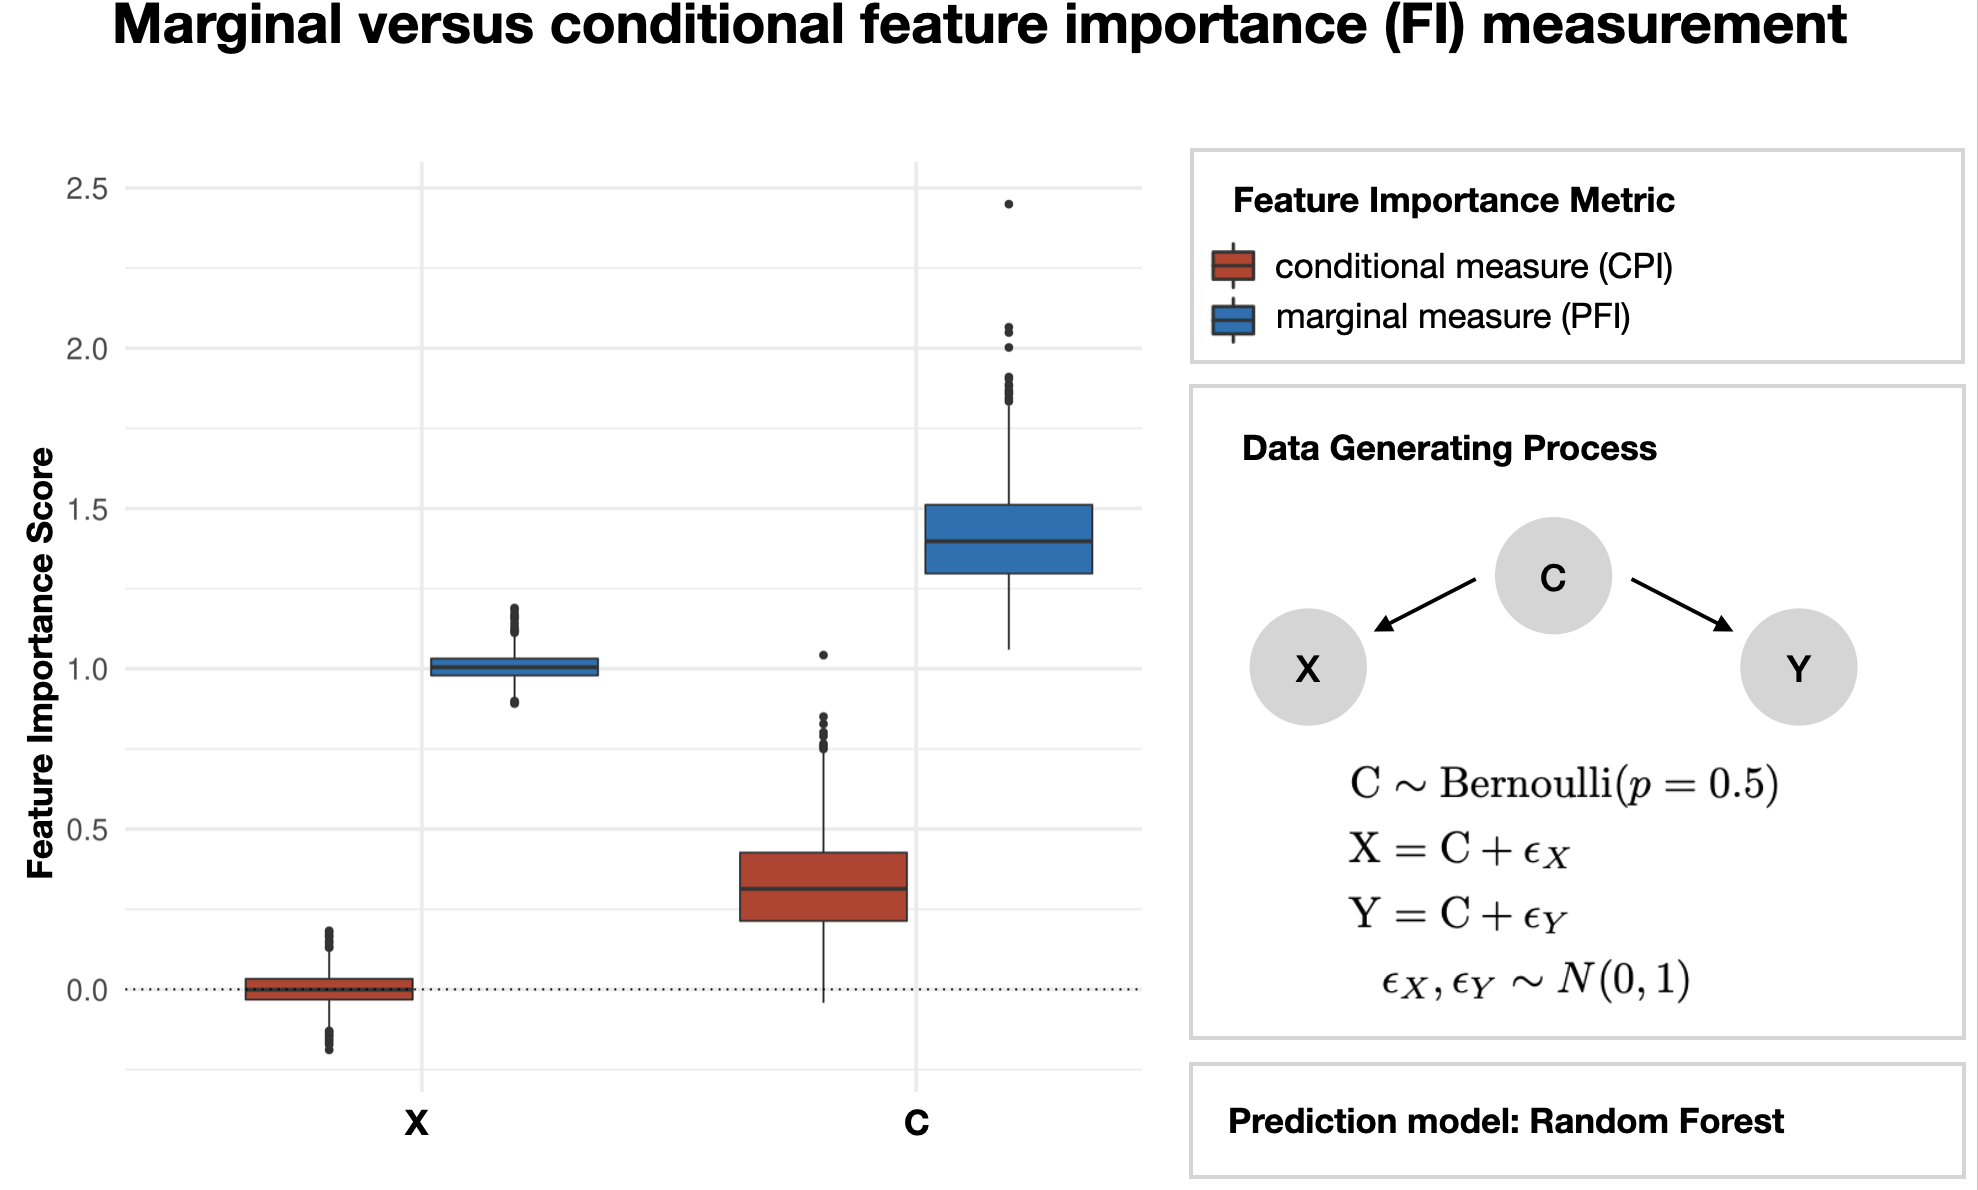 Marginal versus conditional feature importance (FI) measurement
Feature Importance Score
2.5
2.0
1.5
1.0
0.5
0.0
X
C
Feature Importance Metric
conditional measure (CPI)
marginal measure (PFI)
Data Generating Process
C
X
Y
C ∼ Bernoulli(p = 0.5)
X = C + ϵ_X
Y = C + ϵ_Y
ϵ_X, ϵ_Y ∼ N(0, 1)
Prediction model: Random Forest